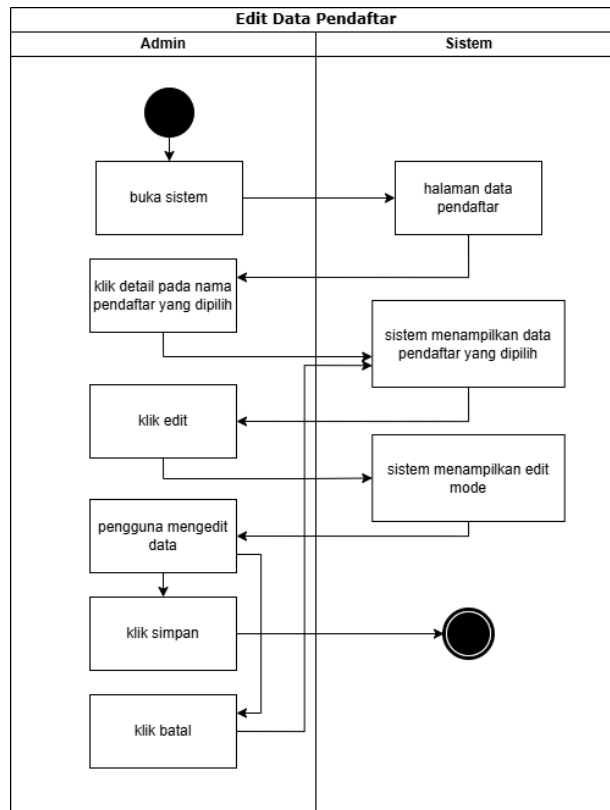 Edit Data Pendaftar
Admin
Sistem
buka sistem
halaman data
pendaftar
klik detail pada nama
pendaftar yang dipilih
sistem menampilkan data
pendaftar yang dipilih
klik edit
sistem menampilkan edit
mode
pengguna mengedit
data
klik simpan
klik batal